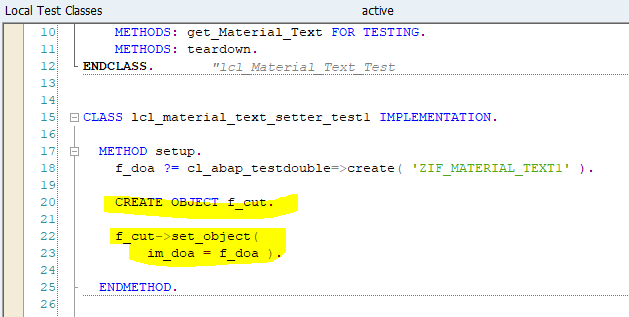 Local Test Classes active
10 METHODS: get_Material_Text FOR TESTING.
11 METHODS: teardown.
12 ENDCLASS. "lcl_Material_Text_Test
13
14
15 CLASS lcl_material_text_setter_test1 IMPLEMENTATION.
16
17 METHOD setup.
18 f_doa ?= cl_abap_testdouble=>create( 'ZIF_MATERIAL_TEXT1' ).
19
20 CREATE OBJECT f_cut.
21
22 f_cut->set_object(
23 im_doa = f_doa ).
24
25 ENDMETHOD.
26